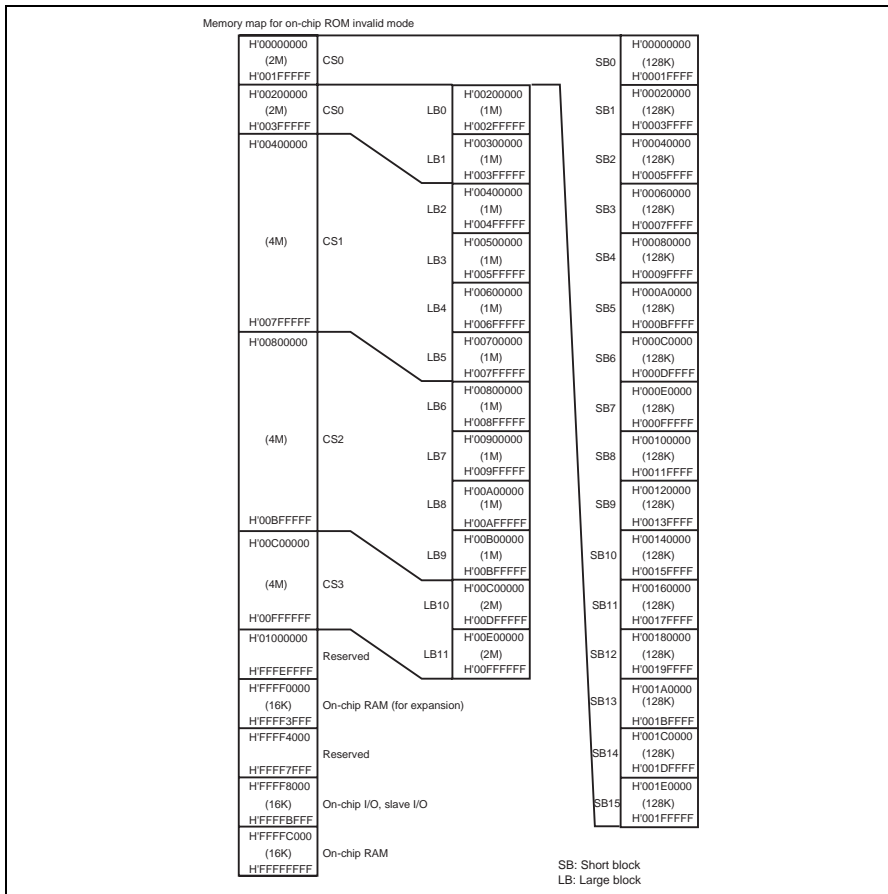 Memory map for on-chip ROM invalid mode
H'00000000
(2M)
H'001FFFFF
CS0
H'00200000
(2M)
H'003FFFFF
CS0
H'00400000
(4M)
H'007FFFFF
CS1
H'00800000
(4M)
H'00BFFFFF
CS2
H'00C00000
(4M)
H'00FFFFFF
CS3
H'01000000
H'FFFEFFFF
Reserved
H'FFFF0000
(16K)
H'FFFF3FFF
On-chip RAM (for expansion)
H'FFFF4000
H'FFFF7FFF
Reserved
H'FFFF8000
(16K)
H'FFFFBFFF
On-chip I/O, slave I/O
H'FFFFC000
(16K)
H'FFFFFFFF
On-chip RAM
LB0
H'00200000
(1M)
H'002FFFFF
LB1
H'00300000
(1M)
H'003FFFFF
LB2
H'00400000
(1M)
H'004FFFFF
LB3
H'00500000
(1M)
H'005FFFFF
LB4
H'00600000
(1M)
H'006FFFFF
LB5
H'00700000
(1M)
H'007FFFFF
LB6
H'00800000
(1M)
H'008FFFFF
LB7
H'00900000
(1M)
H'009FFFFF
LB8
H'00A00000
(1M)
H'00AFFFFF
LB9
H'00B00000
(1M)
H'00BFFFFF
LB10
H'00C00000
(2M)
H'00DFFFFF
LB11
H'00E00000
(2M)
H'00FFFFFF
SB0
H'00000000
(128K)
H'0001FFFF
SB1
H'00020000
(128K)
H'0003FFFF
SB2
H'00040000
(128K)
H'0005FFFF
SB3
H'00060000
(128K)
H'0007FFFF
SB4
H'00080000
(128K)
H'0009FFFF
SB5
H'000A0000
(128K)
H'000BFFFF
SB6
H'000C0000
(128K)
H'000DFFFF
SB7
H'000E0000
(128K)
H'000FFFFF
SB8
H'00100000
(128K)
H'0011FFFF
SB9
H'00120000
(128K)
H'0013FFFF
SB10
H'00140000
(128K)
H'0015FFFF
SB11
H'00160000
(128K)
H'0017FFFF
SB12
H'00180000
(128K)
H'0019FFFF
SB13
H'001A0000
(128K)
H'001BFFFF
SB14
H'001C0000
(128K)
H'001DFFFF
SB15
H'001E0000
(128K)
H'001FFFFF
SB: Short block
LB: Large block